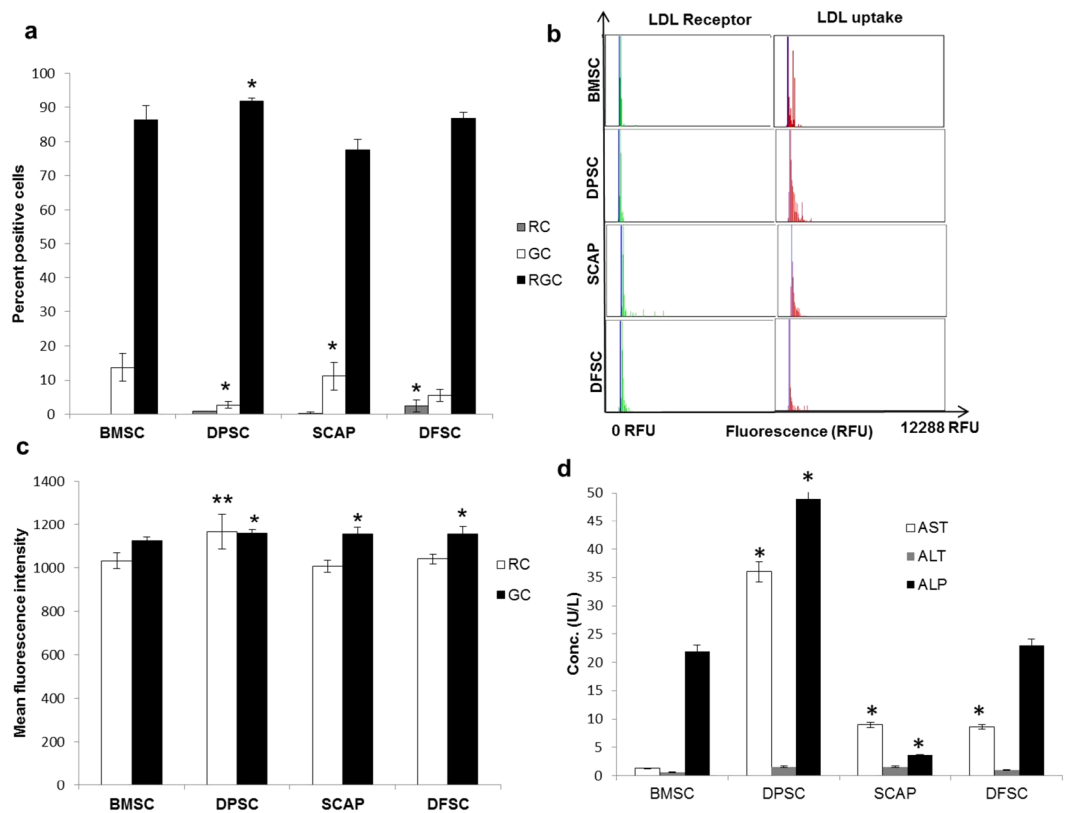 a
100
90
80
70
60
50
40
30
20
10
0
Percent positive cells
*
*
*
*
BMSC
DPSC
SCAP
DFSC
RC
GC
RGC
b
LDL Receptor
LDL uptake
BMSC
DPSC
SCAP
DFSC
0 RFU
Fluorescence (RFU)
12288 RFU
c
1400
1200
1000
800
600
400
200
0
Mean fluorescence intensity
**
*
*
*
BMSC
DPSC
SCAP
DFSC
RC
GC
d
50
45
40
35
30
25
20
15
10
5
0
Conc. (U/L)
*
*
*
*
*
BMSC
DPSC
SCAP
DFSC
AST
ALT
ALP